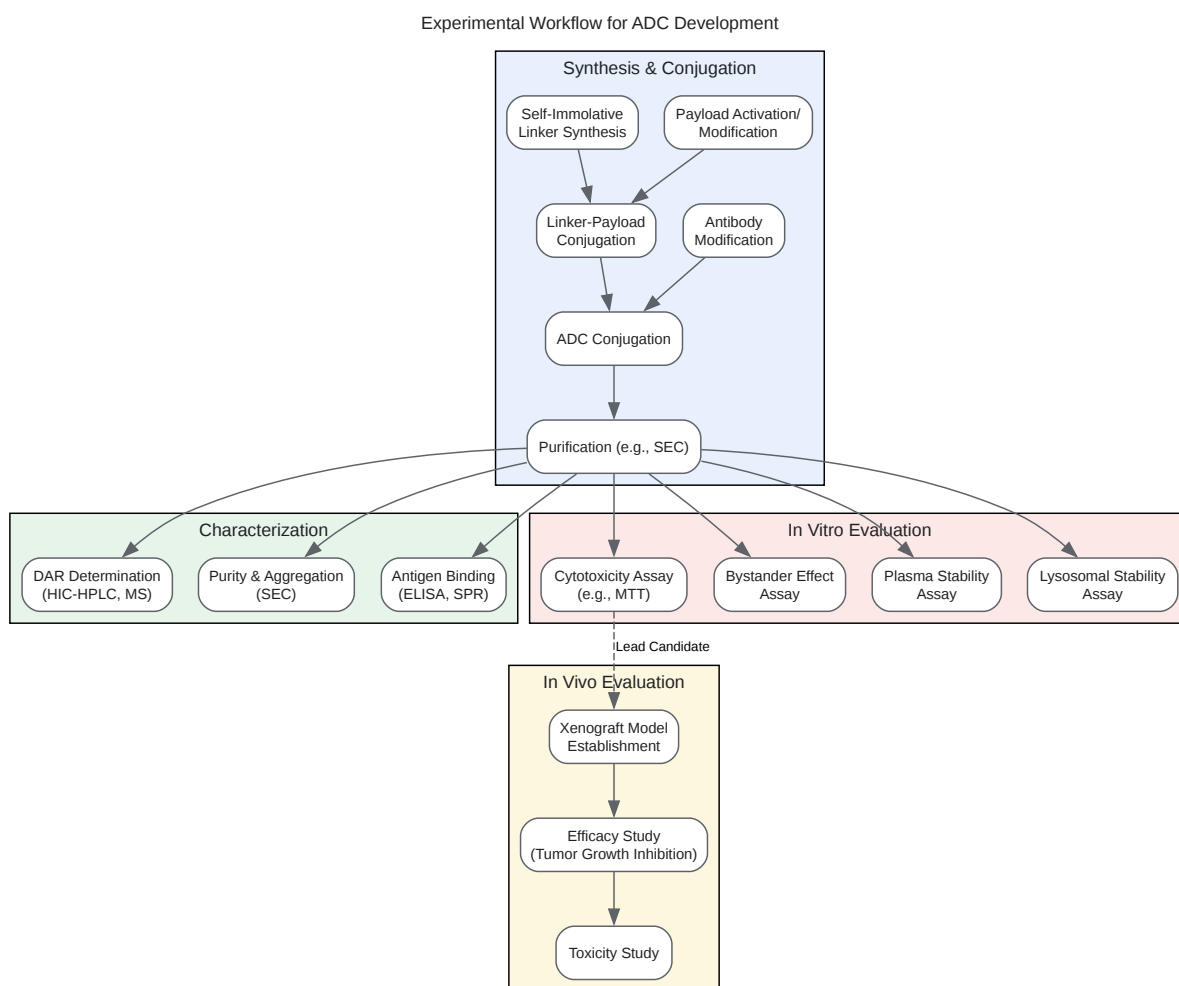 Experimental Workflow for ADC Development
Synthesis & Conjugation
Self-Immolative
Linker Synthesis
Payload Activation/
Modification
Linker-Payload
Conjugation
Antibody
Modification
ADC Conjugation
Purification (e.g., SEC)
Characterization
DAR Determination
(HIC-HPLC, MS)
Purity & Aggregation
(SEC)
Antigen Binding
(ELISA, SPR)
In Vitro Evaluation
Cytotoxicity Assay
(e.g., MTT)
Bystander Effect
Assay
Plasma Stability
Assay
Lysosomal Stability
Assay
Lead Candidate
In Vivo Evaluation
Xenograft Model
Establishment
Efficacy Study
(Tumor Growth Inhibition)
Toxicity Study